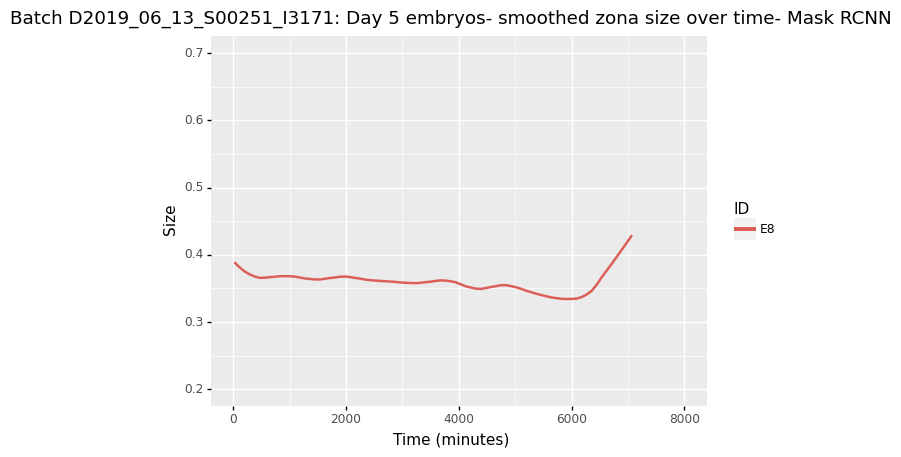 Batch D2019_06_13_S00251_I3171: Day 5 embryos- smoothed zona size over time- Mask RCNN
0.7
0.6
0.5
0.4
0.3
0.2
Size
0 2000 4000 6000 8000
Time (minutes)
ID
E8